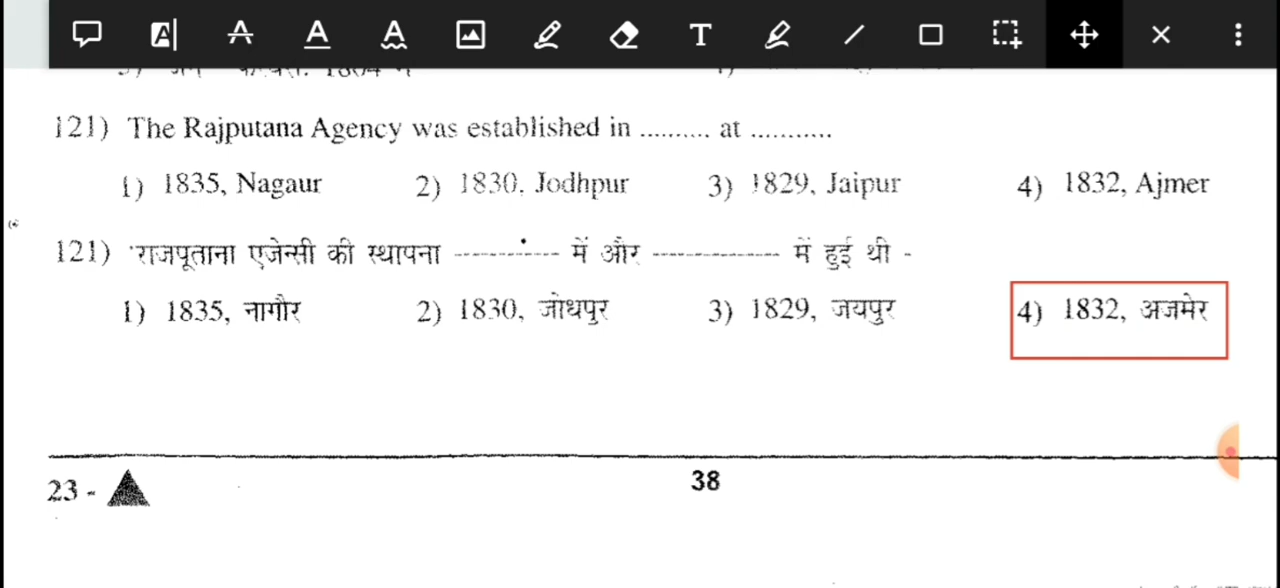 121) The Rajputana Agency was established in .......... at ...........
1) 1835, Nagaur 2) 1830, Jodhpur 3) 1829, Jaipur 4) 1832, Ajmer
121) राजपूताना एजेन्सी की स्थापना ------------ में और --------------- में हुई थी -
1) 1835, नागौर 2) 1830, जोधपुर 3) 1829, जयपुर 4) 1832, अजमेर
23 - 38